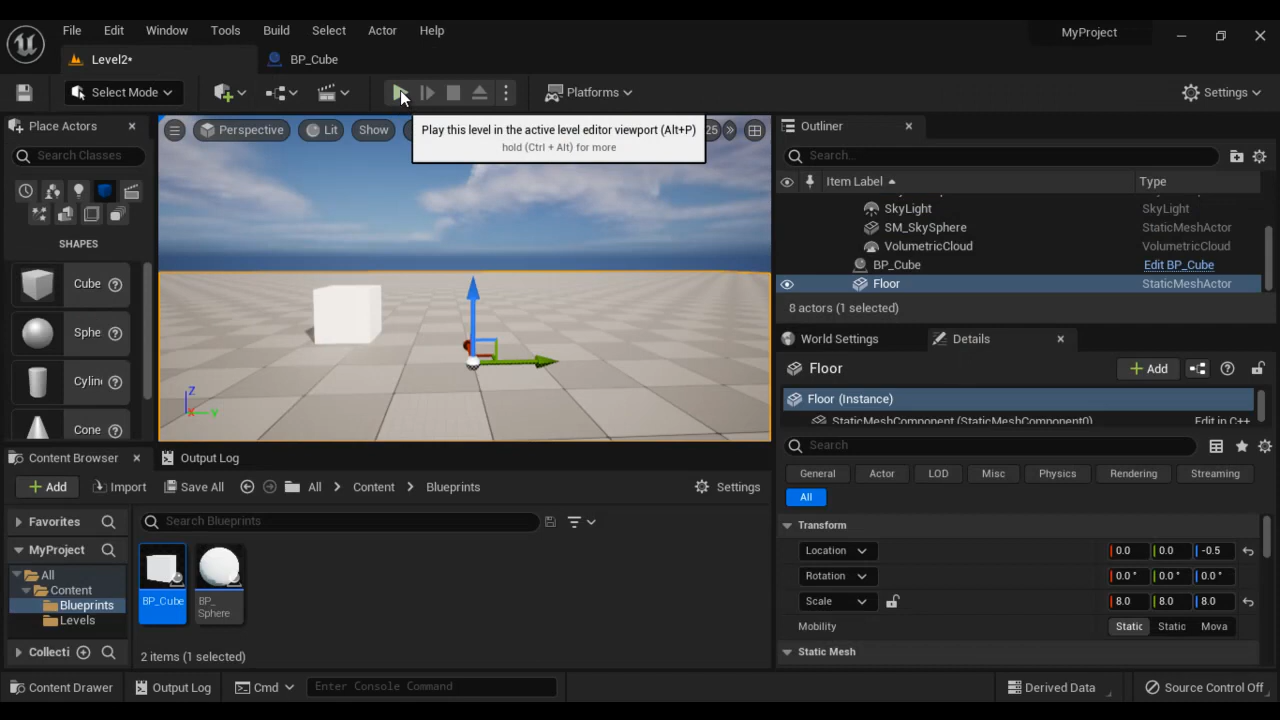 File Edit Window Tools Build Select Actor Help
MyProject
Level2*
BP_Cube
Select Mode
Platforms
Settings
Place Actors
Search Classes
SHAPES
Cube
Sphe
Cylin
Cone
Perspective
Lit
Show
25
Play this level in the active level editor viewport (Alt+P)
hold (Ctrl + Alt) for more
Z
X
Y
Outliner
Search...
Item Label
Type
SkyLight
SkyLight
SM_SkySphere
StaticMeshActor
VolumetricCloud
VolumetricCloud
BP_Cube
Edit BP_Cube
Floor
StaticMeshActor
8 actors (1 selected)
World Settings
Details
Floor
Add
Floor (Instance)
StaticMeshComponent (StaticMeshComponent0)
Edit in C++
Search
General
Actor
LOD
Misc
Physics
Rendering
Streaming
All
Transform
Location
0.0 0.0 -0.5
Rotation
0.0° 0.0° 0.0°
Scale
8.0 8.0 8.0
Mobility
Static Static Mova
Static Mesh
Content Browser
Output Log
Add
Import
Save All
All
Content
Blueprints
Settings
Favorites
MyProject
All
Content
Blueprints
Levels
Collecti
Search Blueprints
BP_Cube
BP_
Sphere
2 items (1 selected)
Content Drawer
Output Log
Cmd
Enter Console Command
Derived Data
Source Control Off